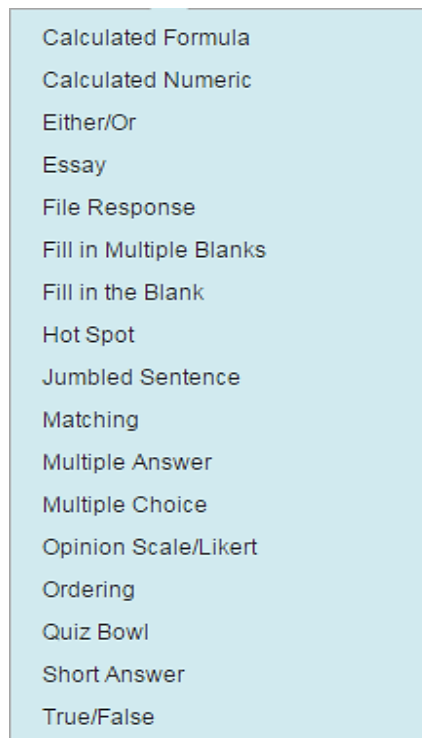 Calculated Formula
Calculated Numeric
Either/Or
Essay
File Response
Fill in Multiple Blanks
Fill in the Blank
Hot Spot
Jumbled Sentence
Matching
Multiple Answer
Multiple Choice
Opinion Scale/Likert
Ordering
Quiz Bowl
Short Answer
True/False